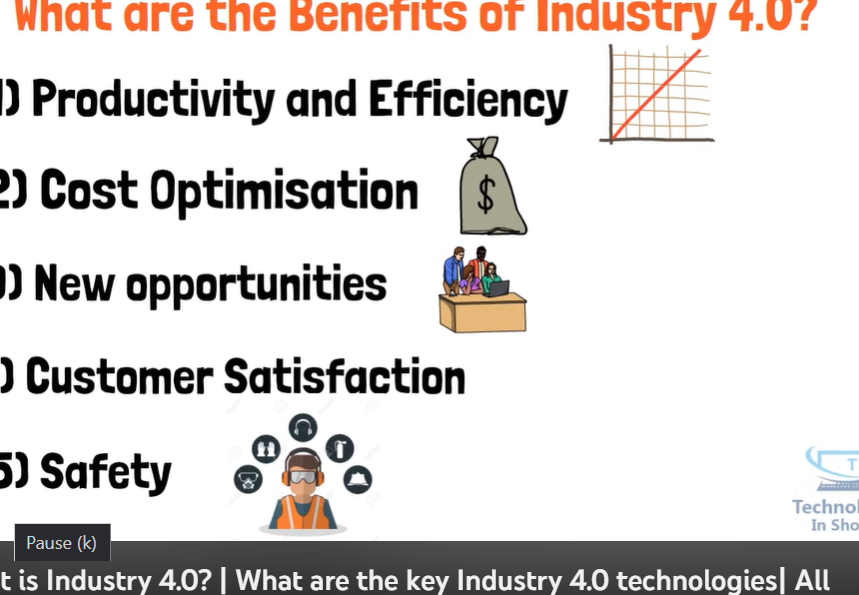 What are the Benefits of Industry 4.0?
1) Productivity and Efficiency
2) Cost Optimisation
$
) New opportunities
) Customer Satisfaction
5) Safety
T
Technol
In Sho
Pause (k)
t is Industry 4.0? | What are the key Industry 4.0 technologies| All